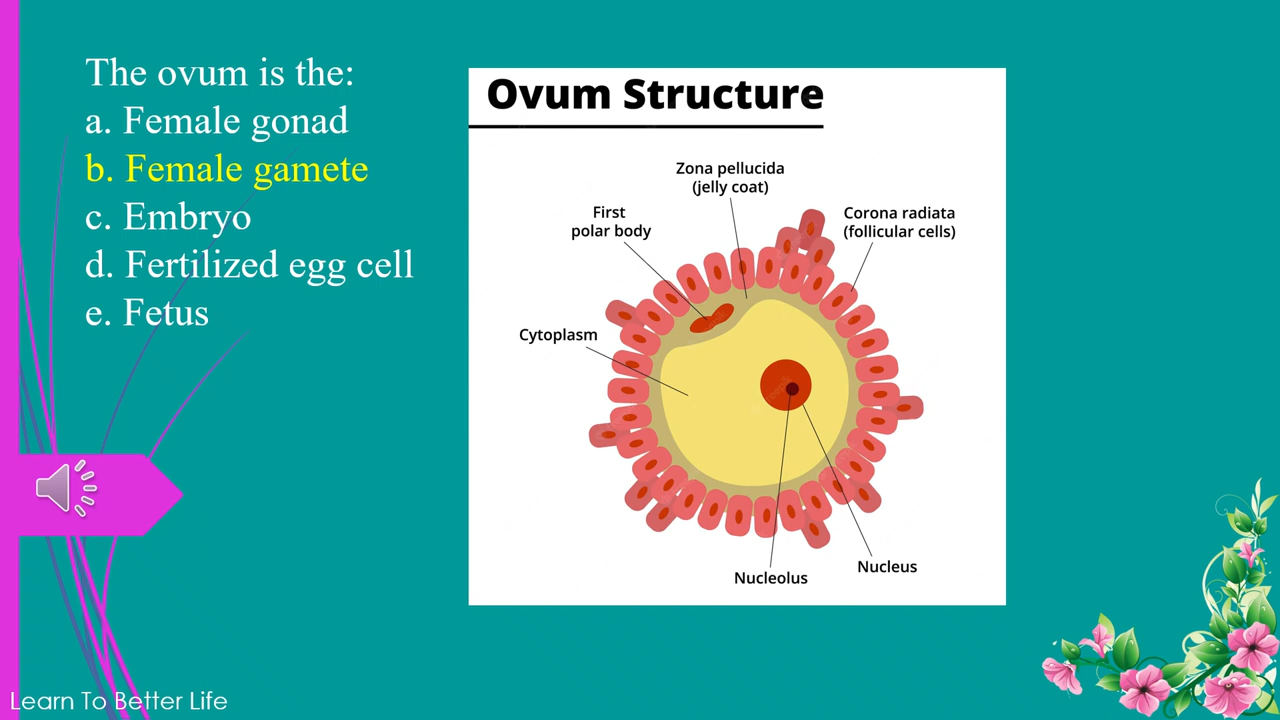 The ovum is the:
a. Female gonad
b. Female gamete
c. Embryo
d. Fertilized egg cell
e. Fetus
Ovum Structure
Zona pellucida
(jelly coat)
First
polar body
Corona radiata
(follicular cells)
Cytoplasm
Nucleus
Nucleolus
Learn To Better Life